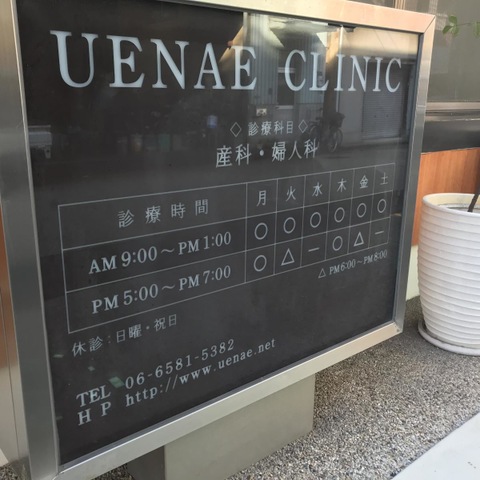 UENAE CLINIC
◇診療科目◇
産科・婦人科
診療時間 月 火 水 木 金 土
AM 9:00～PM 1:00 ○ ○ ○ ○ ○ ○
PM 5:00～PM 7:00 ○ △ ー ○ △ ー
△ PM 6:00～PM 8:00
休診:日曜・祝日
TEL 06-6581-5382
HP http://www.uenae.net